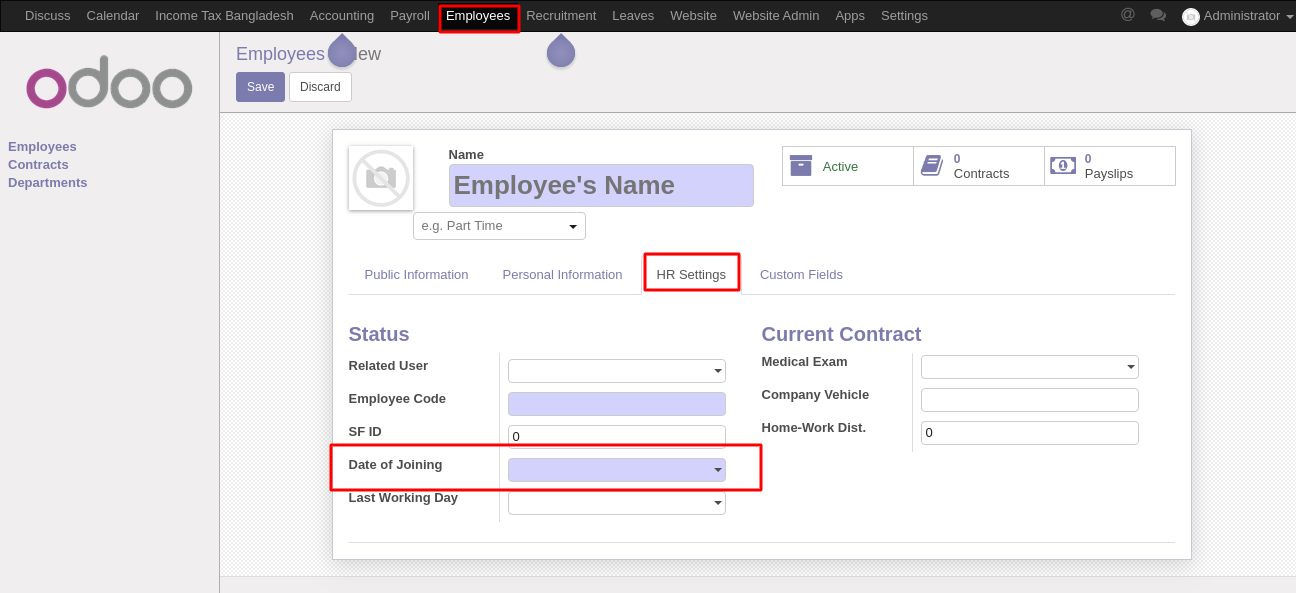 Discuss Calendar Income Tax Bangladesh Accounting Payroll Employees Recruitment Leaves Website Website Admin Apps Settings @ Administrator
odoo
Employees
Contracts
Departments
Employees
Save Discard
Name
Employee's Name
e.g. Part Time
Active
0
Contracts
0
Payslips
Public Information Personal Information HR Settings Custom Fields
Status
Related User
Employee Code
SF ID 0
Date of Joining
Last Working Day
Current Contract
Medical Exam
Company Vehicle
Home-Work Dist. 0